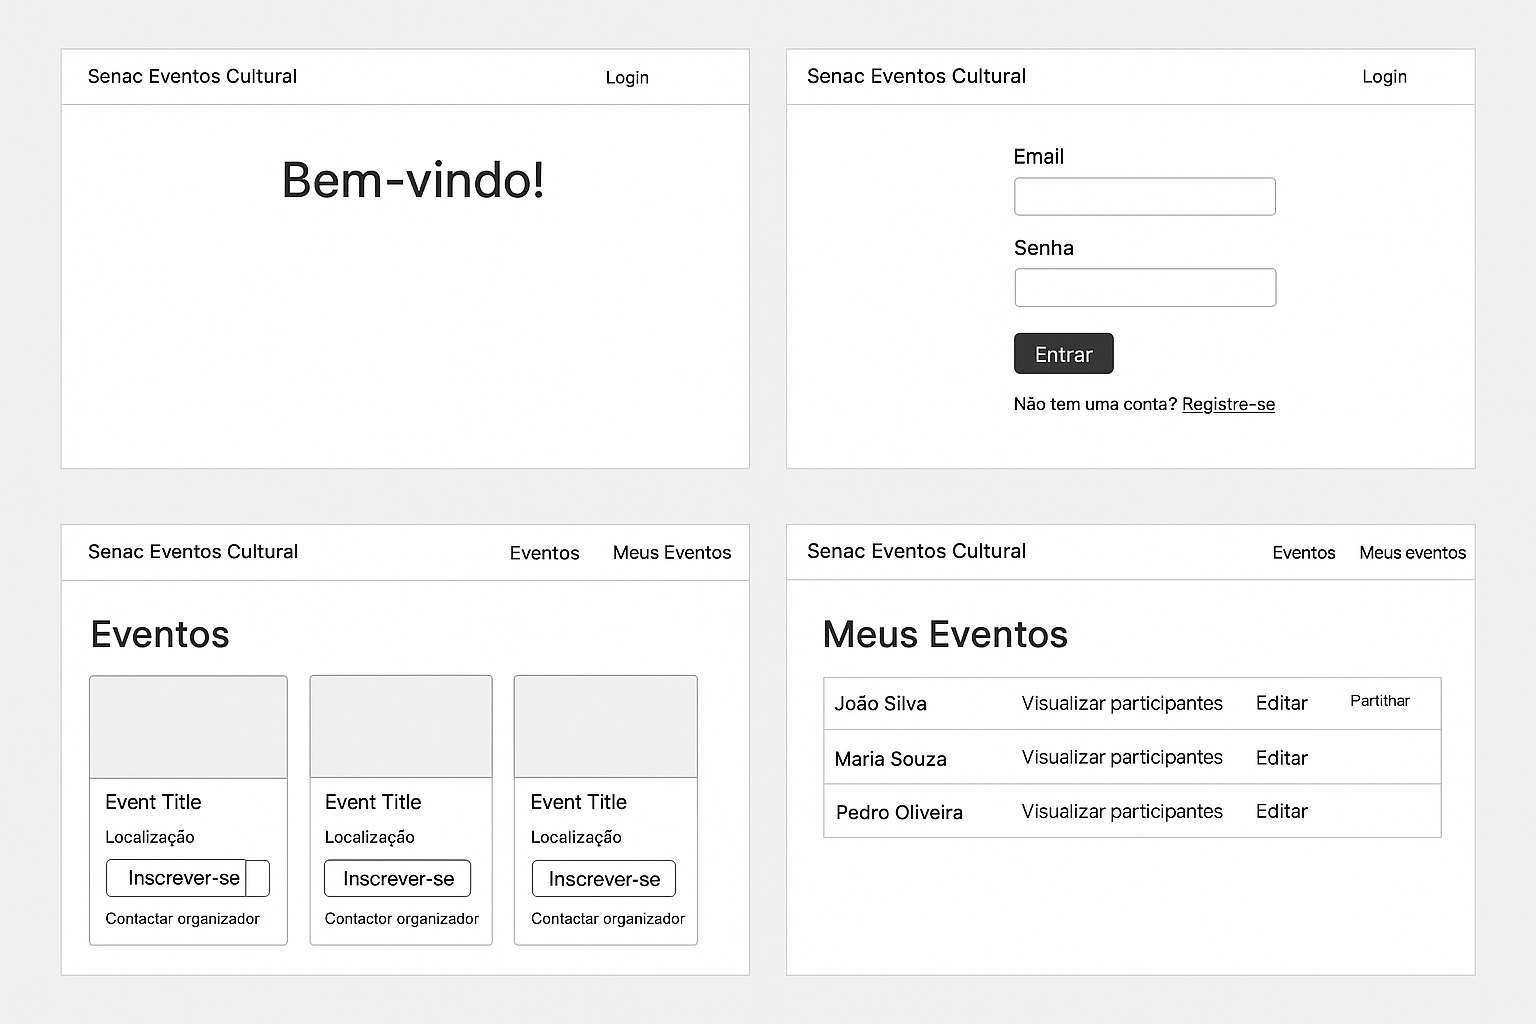 Senac Eventos Cultural Login
Bem-vindo!
Senac Eventos Cultural Login
Email
Senha
Entrar
Não tem uma conta? Registre-se
Senac Eventos Cultural Eventos Meus Eventos
Eventos
Event Title
Localização
Inscrever-se
Contactar organizador
Event Title
Localização
Inscrever-se
Contactor organizador
Event Title
Localização
Inscrever-se
Contactar organizador
Senac Eventos Cultural Eventos Meus eventos
Meus Eventos
João Silva Visualizar participantes Editar Partithar
Maria Souza Visualizar participantes Editar
Pedro Oliveira Visualizar participantes Editar